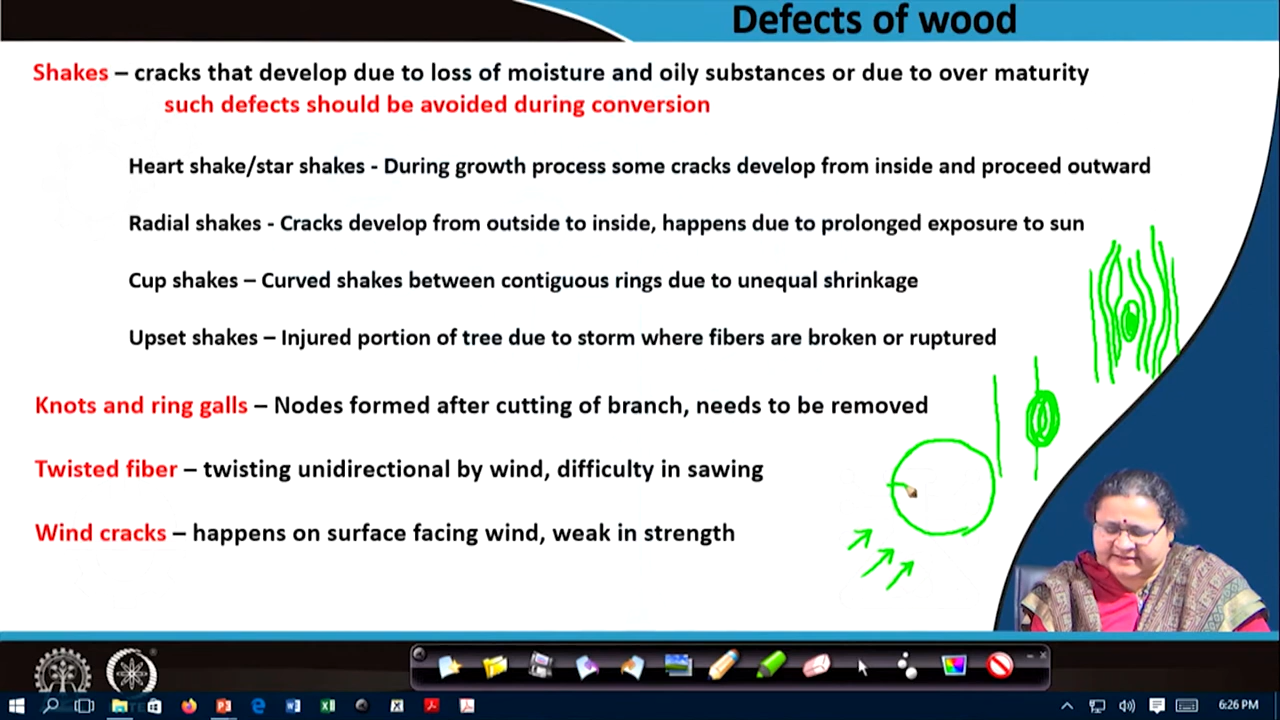 Defects of wood
Shakes – cracks that develop due to loss of moisture and oily substances or due to over maturity
such defects should be avoided during conversion
Heart shake/star shakes - During growth process some cracks develop from inside and proceed outward
Radial shakes - Cracks develop from outside to inside, happens due to prolonged exposure to sun
Cup shakes – Curved shakes between contiguous rings due to unequal shrinkage
Upset shakes – Injured portion of tree due to storm where fibers are broken or ruptured
Knots and ring galls – Nodes formed after cutting of branch, needs to be removed
Twisted fiber – twisting unidirectional by wind, difficulty in sawing
Wind cracks – happens on surface facing wind, weak in strength
6:26 PM